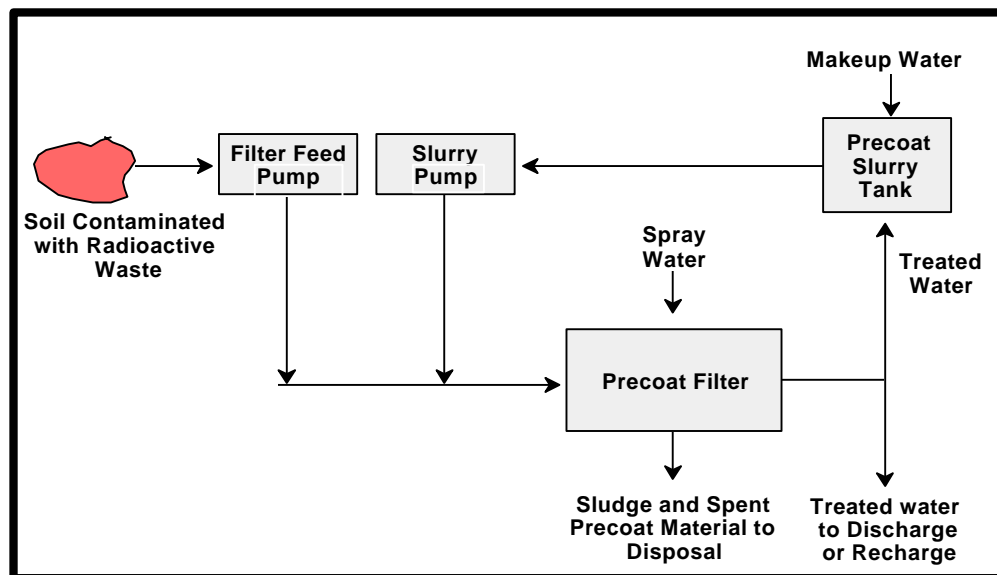 Makeup Water
Filter Feed
Pump
Slurry
Pump
Precoat
Slurry
Tank
Soil Contaminated
with Radioactive
Waste
Spray
Water
Treated
Water
Precoat Filter
Sludge and Spent
Precoat Material to
Disposal
Treated water
to Discharge
or Recharge